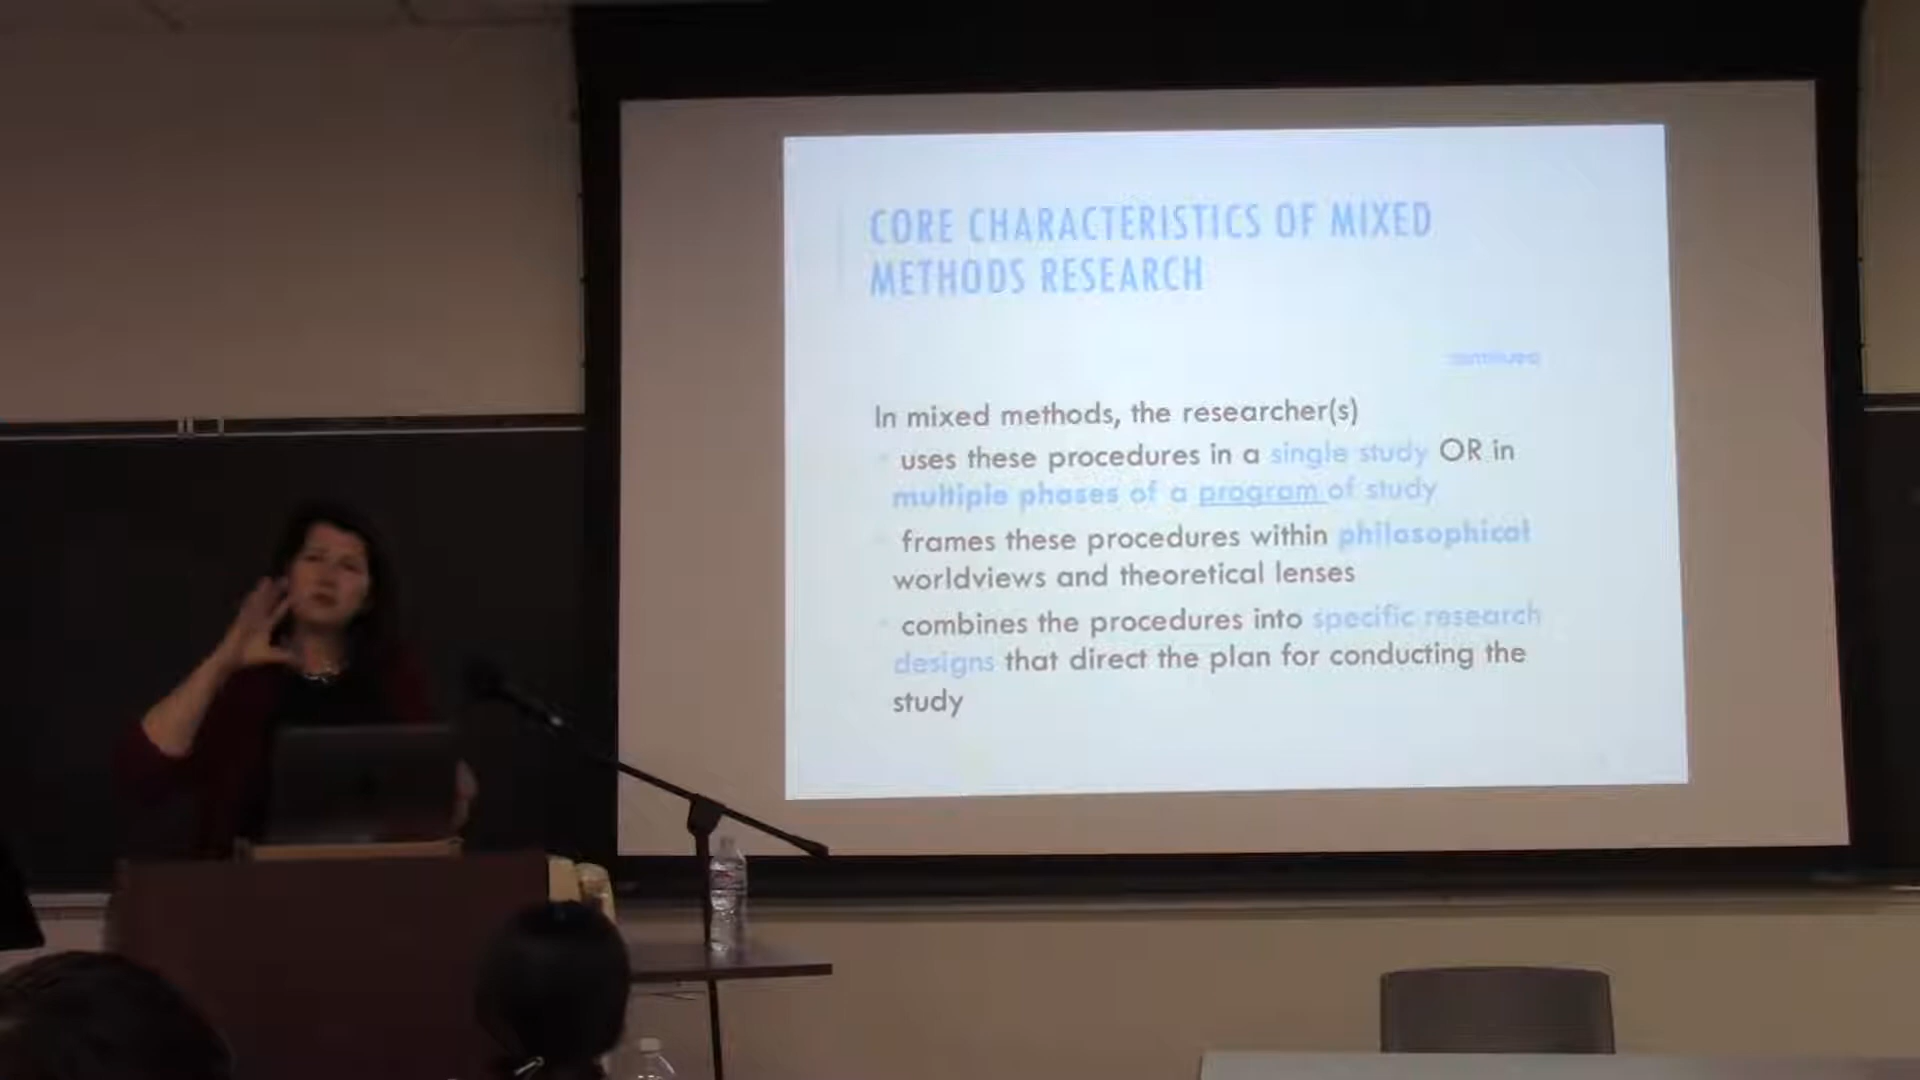 CORE CHARACTERISTICS OF MIXED
METHODS RESEARCH
continued
In mixed methods, the researcher(s)
uses these procedures in a single study OR in
multiple phases of a program of study
frames these procedures within philosophical
worldviews and theoretical lenses
combines the procedures into specific research
designs that direct the plan for conducting the
study